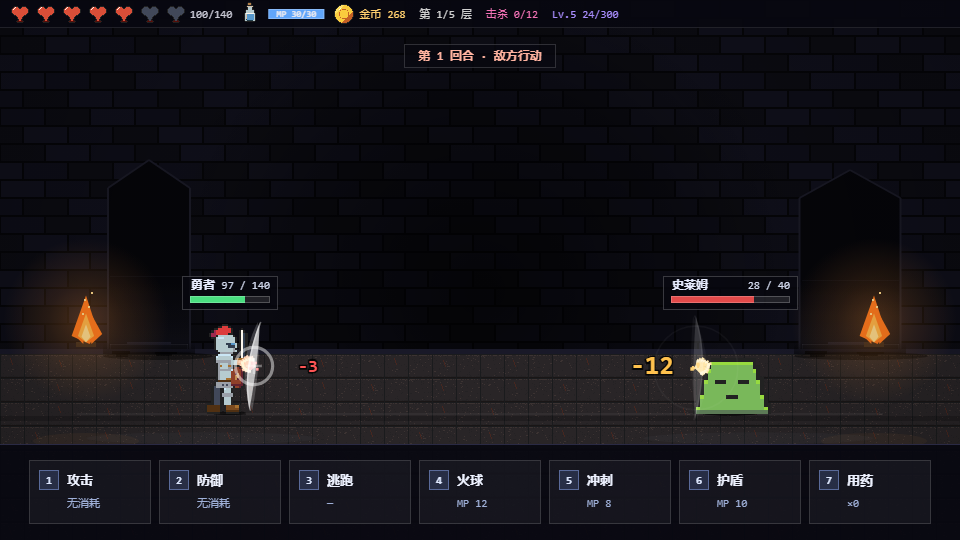 100/140 MP 30/30 金币 268 第 1/5 层 击杀 0/12 Lv.5 24/300
第 1 回合 · 敌方行动
勇者 97 / 140
史莱姆 28 / 40
-3
-12
1 攻击
无消耗
2 防御
无消耗
3 逃跑
—
4 火球
MP 12
5 冲刺
MP 8
6 护盾
MP 10
7 用药
×0